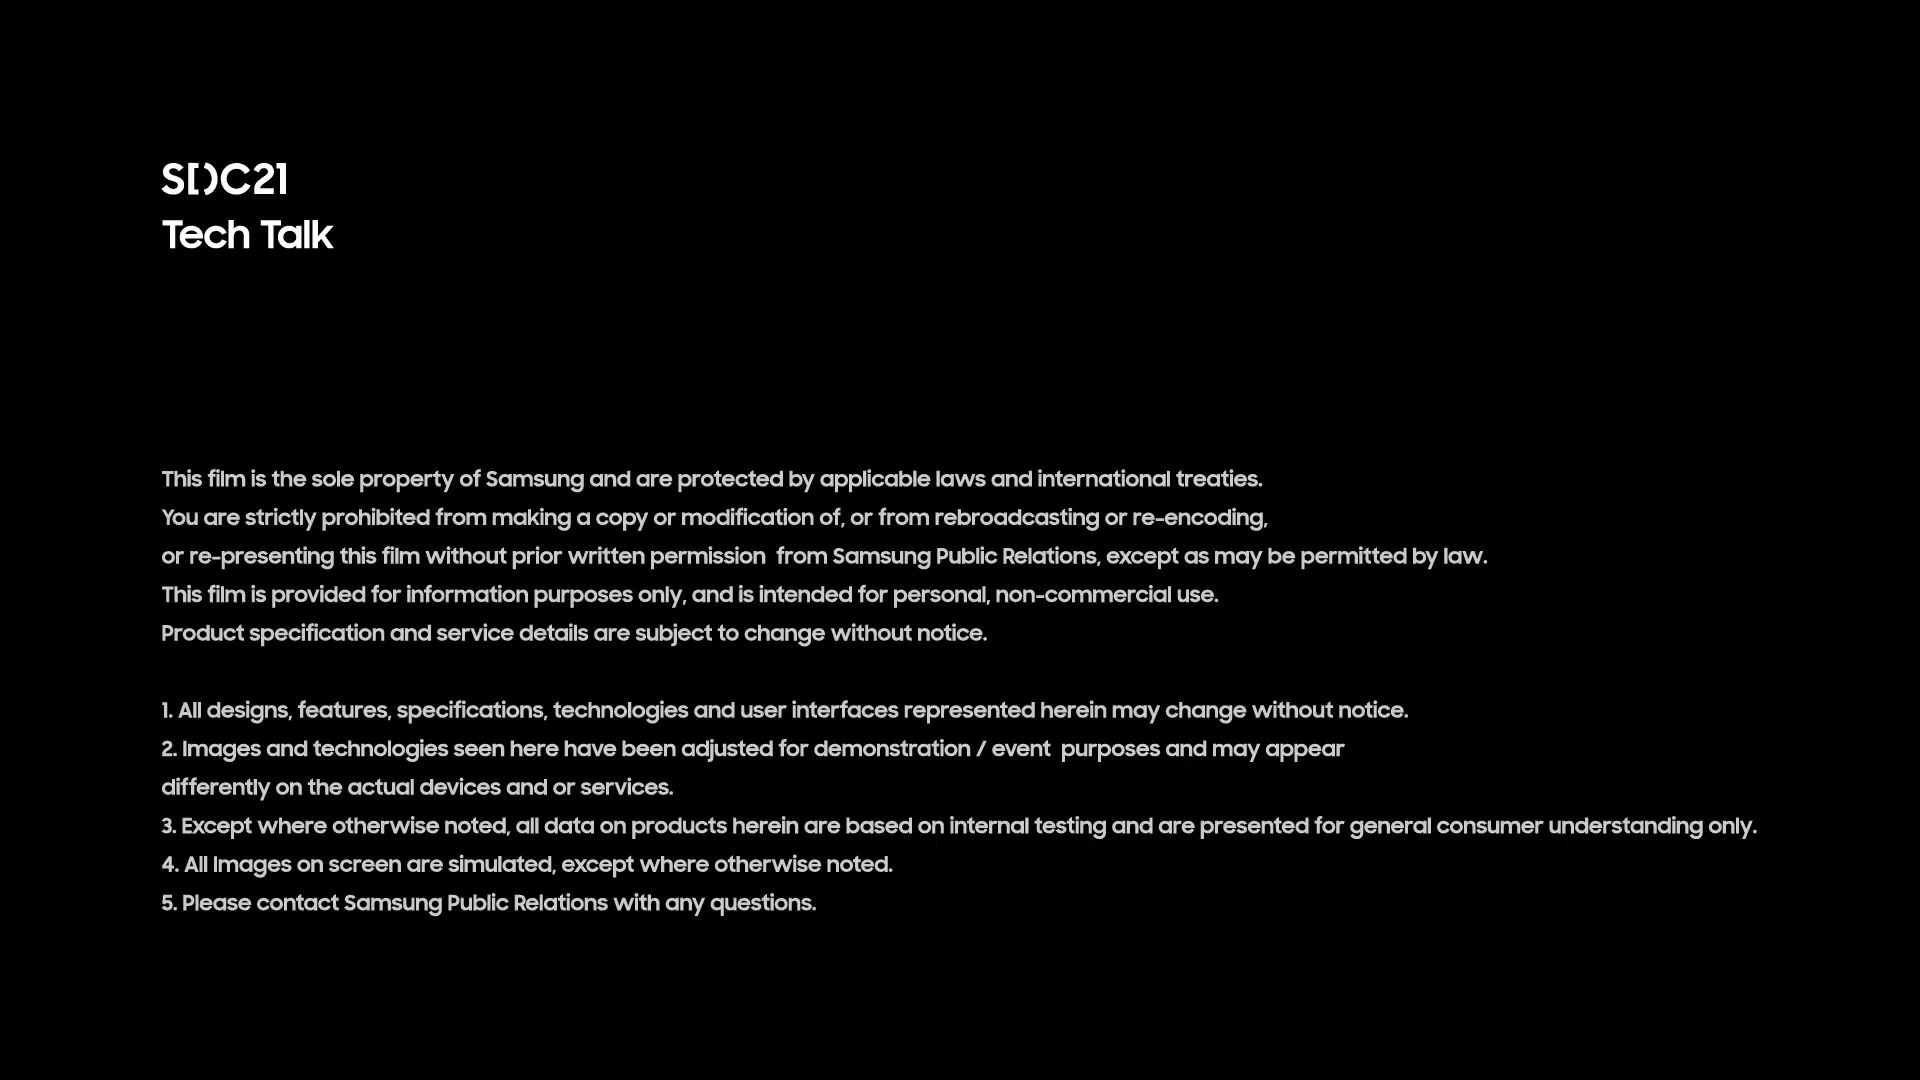 SDC21
Tech Talk
This film is the sole property of Samsung and are protected by applicable laws and international treaties.
You are strictly prohibited from making a copy or modification of, or from rebroadcasting or re-encoding,
or re-presenting this film without prior written permission  from Samsung Public Relations, except as may be permitted by law.
This film is provided for information purposes only, and is intended for personal, non-commercial use.
Product specification and service details are subject to change without notice.
1. All designs, features, specifications, technologies and user interfaces represented herein may change without notice.
2. Images and technologies seen here have been adjusted for demonstration / event  purposes and may appear
differently on the actual devices and or services.
3. Except where otherwise noted, all data on products herein are based on internal testing and are presented for general consumer understanding only.
4. All Images on screen are simulated, except where otherwise noted.
5. Please contact Samsung Public Relations with any questions.